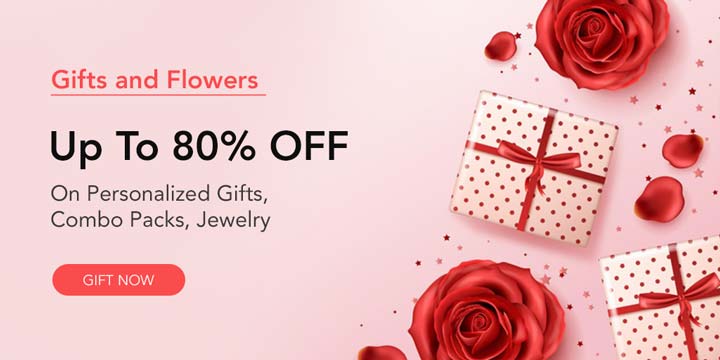 Gifts and Flowers
Up To 80% OFF
On Personalized Gifts,
Combo Packs, Jewelry
GIFT NOW